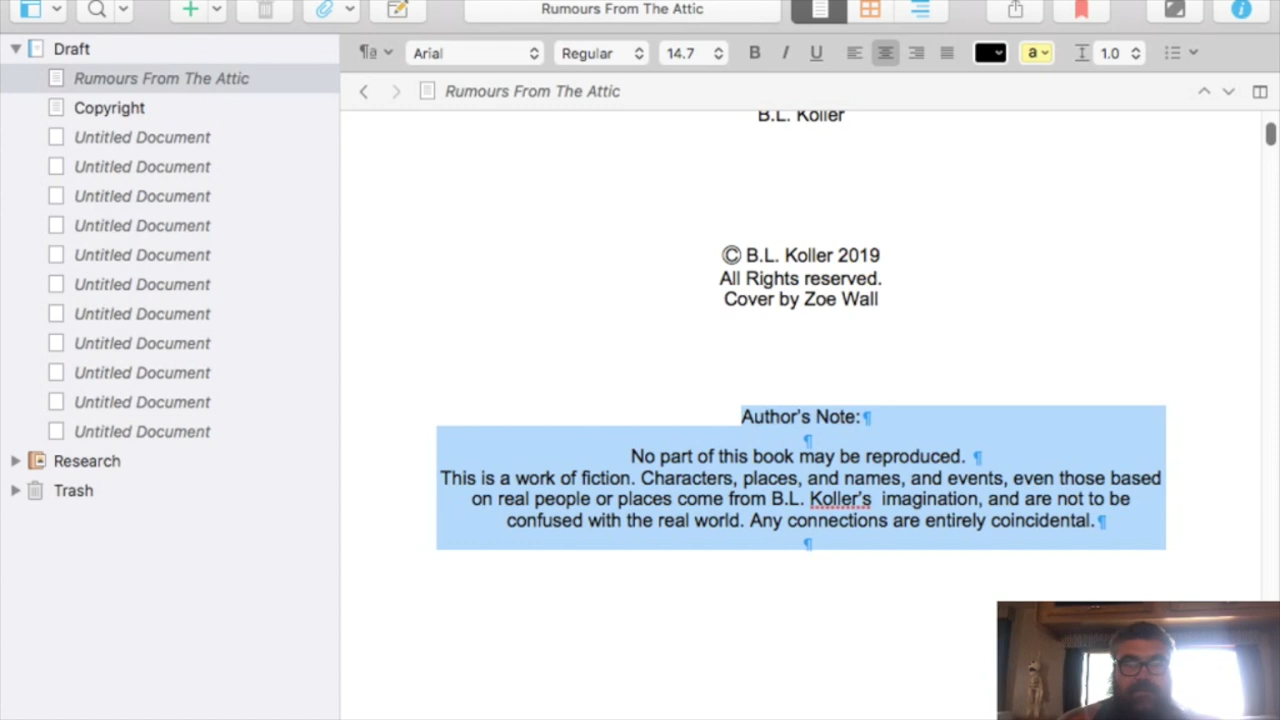 Rumours From The Attic
Draft
Arial
Regular
14.7
B I U
a
1.0
Rumours From The Attic
Rumours From The Attic
Copyright
Untitled Document
Untitled Document
Untitled Document
Untitled Document
Untitled Document
Untitled Document
Untitled Document
Untitled Document
Untitled Document
Untitled Document
Untitled Document
Research
Trash
B.L. Koller
© B.L. Koller 2019
All Rights reserved.
Cover by Zoe Wall
Author's Note:¶
¶
No part of this book may be reproduced. ¶
This is a work of fiction. Characters, places, and names, and events, even those based
on real people or places come from B.L. Koller's imagination, and are not to be
confused with the real world. Any connections are entirely coincidental.¶
¶